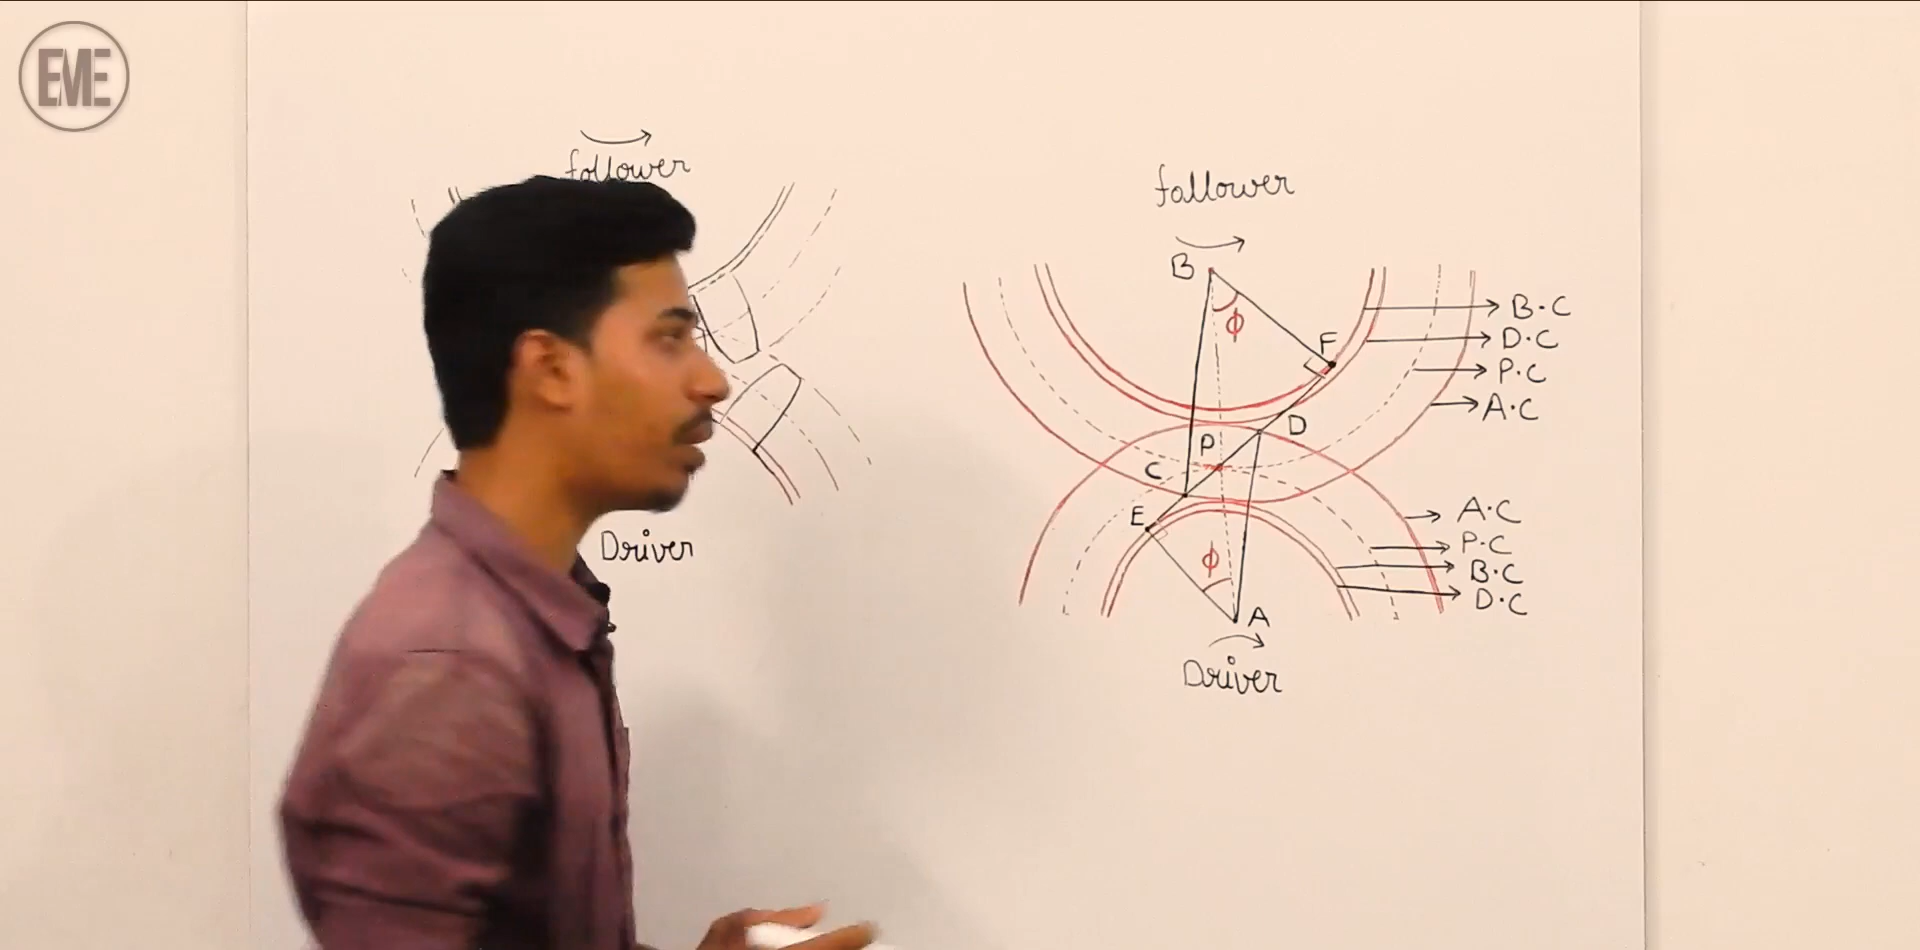 EME
follower
Driver
follower
B
ϕ
F
B.C
D.C
P.C
A.C
P
D
C
E
ϕ
A
A.C
P.C
B.C
D.C
Driver